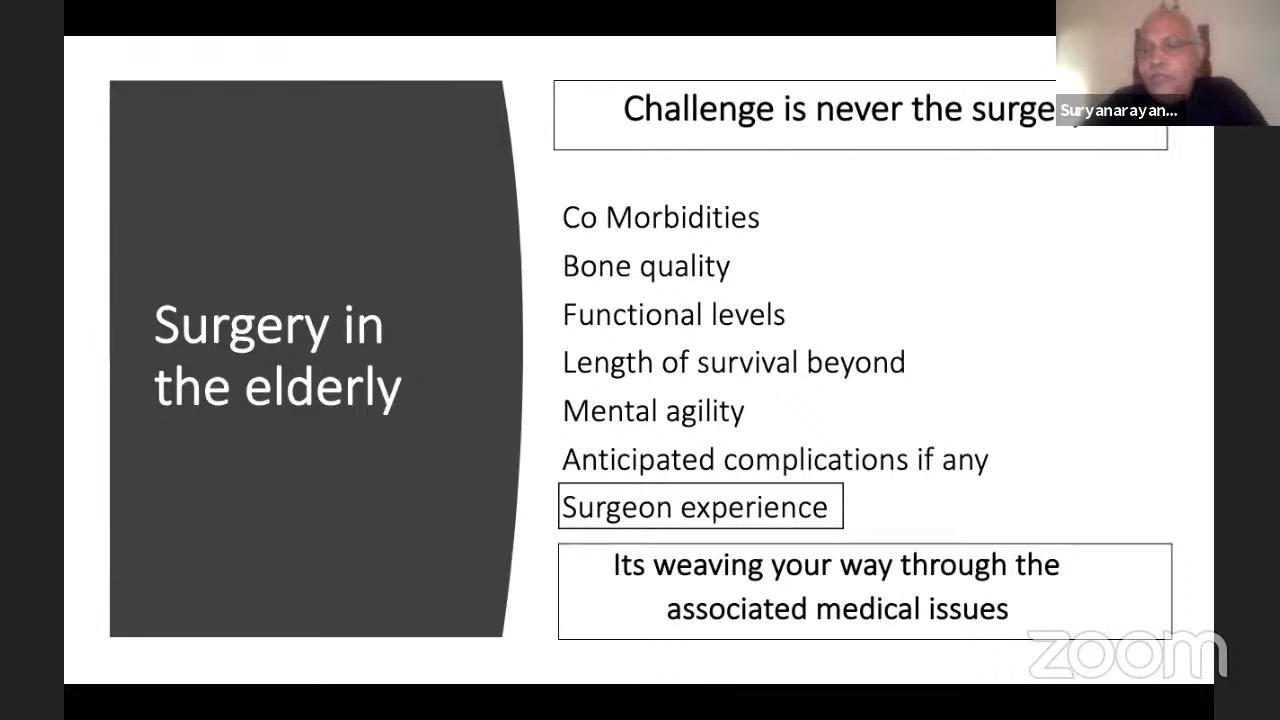 Challenge is never the
Suryanarayan...
Co Morbidities
Bone quality
Functional levels
Length of survival beyond
Mental agility
Anticipated complications if any
Surgeon experience
Surgery in
the elderly
Its weaving your way through the
associated medical issues
zoom